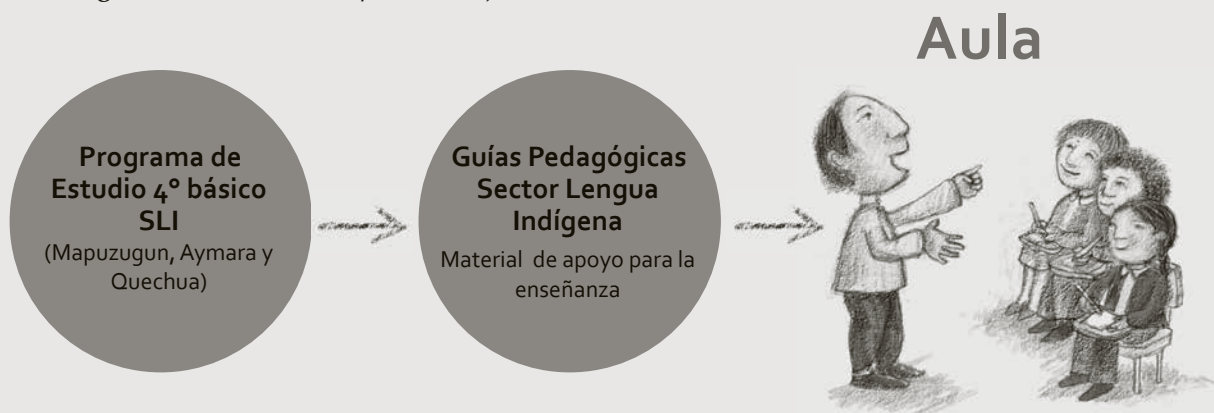 Aula
Programa de
Estudio 4° básico
SLI
(Mapuzugun, Aymara y
Quechua)
Guías Pedagógicas
Sector Lengua
Indígena
Material de apoyo para la
enseñanza